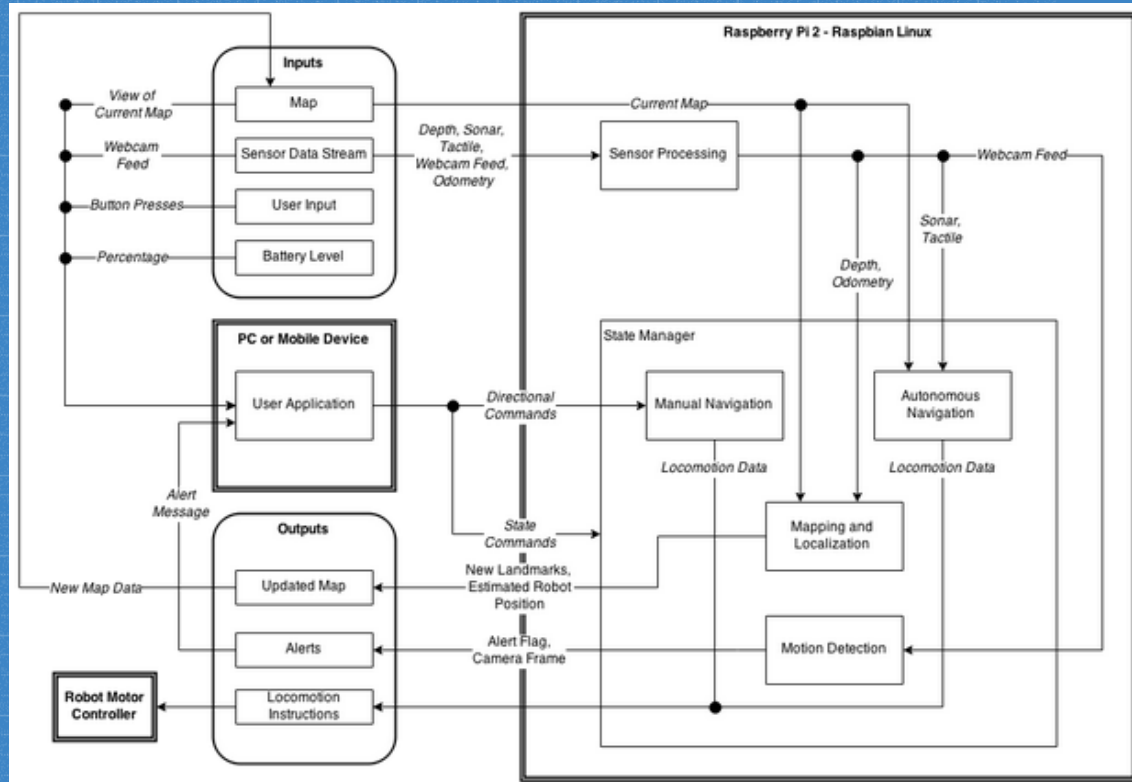 Raspberry Pi 2 - Raspbian Linux
Inputs
View of
Current Map
Map
Current Map
Webcam
Feed
Sensor Data Stream
Depth, Sonar,
Tactile,
Webcam Feed,
Odometry
Sensor Processing
Webcam Feed
Button Presses
User Input
Sonar,
Tactile
Percentage
Battery Level
Depth,
Odometry
PC or Mobile Device
State Manager
User Application
Directional
Commands
Manual Navigation
Autonomous
Navigation
Locomotion Data
Locomotion Data
Alert
Message
Outputs
State
Commands
Mapping and
Localization
New Map Data
Updated Map
New Landmarks,
Estimated Robot
Position
Alerts
Alert Flag,
Camera Frame
Motion Detection
Robot Motor
Controller
Locomotion
Instructions